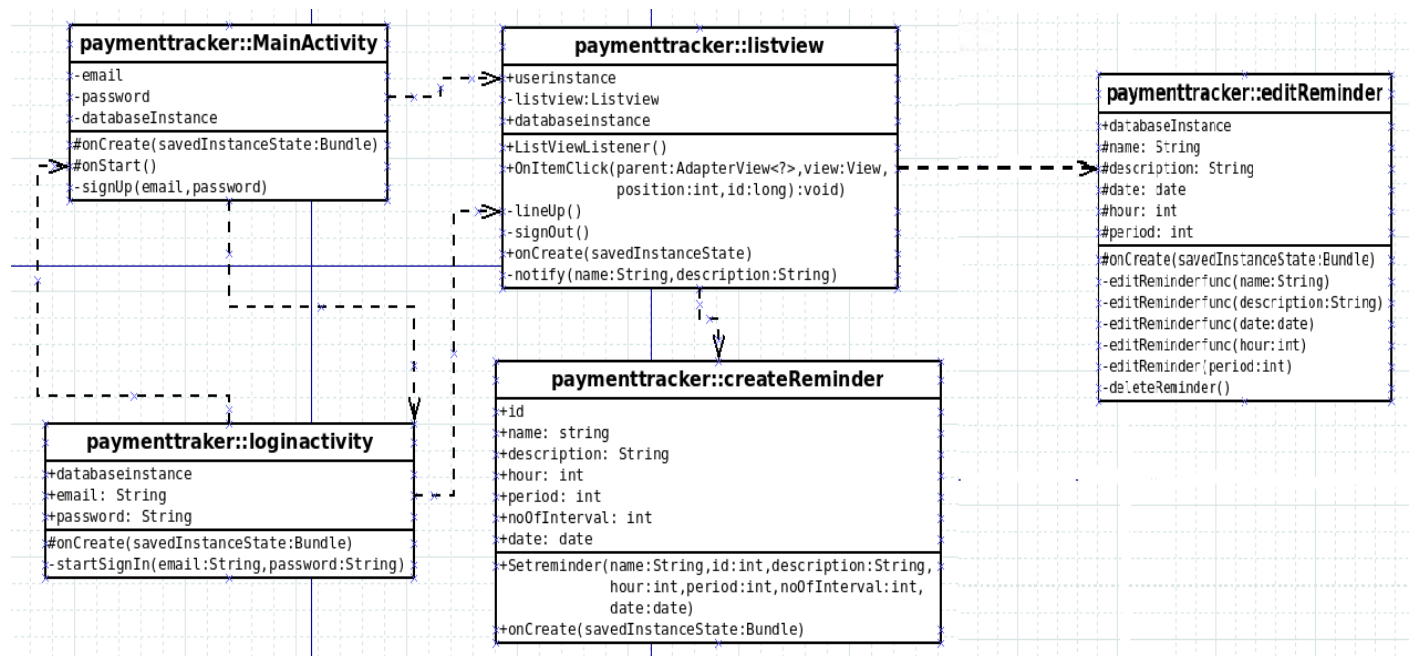 paymenttracker::MainActivity
-email
-password
-databaseInstance
#onCreate(savedInstanceState:Bundle)
#onStart()
-signUp(email,password)
paymenttracker::listview
+userinstance
-listview:Listview
+databaseinstance
+ListViewListener()
+OnItemClick(parent:AdapterView<?>,view:View,
position:int,id:long):void)
-lineUp()
-signOut()
+onCreate(savedInstanceState)
-notify(name:String,description:String)
paymenttracker::editReminder
+databaseInstance
#name: String
#description: String
#date: date
#hour: int
#period: int
#onCreate(savedInstanceState:Bundle)
-editReminderfunc(name:String)
-editReminderfunc(description:String)
-editReminderfunc(date:date)
-editReminderfunc(hour:int)
-editReminder(period:int)
-deleteReminder()
paymenttraker::loginactivity
+databaseinstance
+email: String
+password: String
#onCreate(savedInstanceState:Bundle)
-startSignIn(email:String,password:String)
paymenttracker::createReminder
+id
+name: string
+description: String
+hour: int
+period: int
+noOfInterval: int
+date: date
+Setreminder(name:String,id:int,description:String,
hour:int,period:int,noOfInterval:int,
date:date)
+onCreate(savedInstanceState:Bundle)